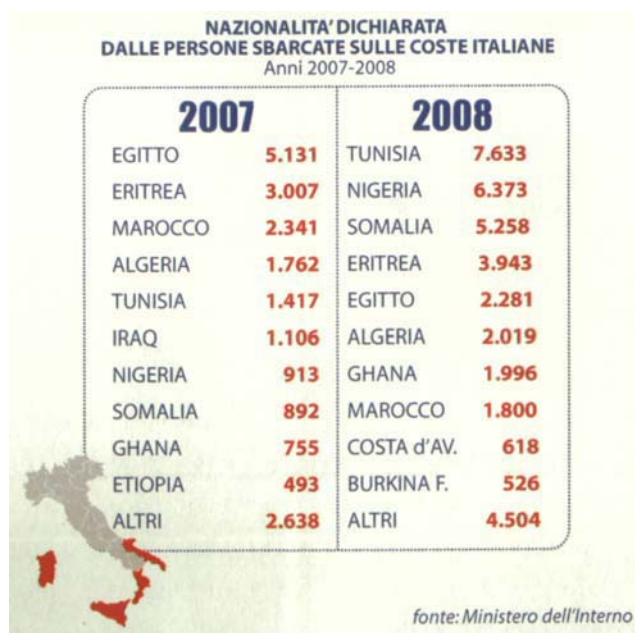 NAZIONALITA' DICHIARATA
DALLE PERSONE SBARCATE SULLE COSTE ITALIANE
Anni 2007-2008
2007
EGITTO 5.131
ERITREA 3.007
MAROCCO 2.341
ALGERIA 1.762
TUNISIA 1.417
IRAQ 1.106
NIGERIA 913
SOMALIA 892
GHANA 755
ETIOPIA 493
ALTRI 2.638
2008
TUNISIA 7.633
NIGERIA 6.373
SOMALIA 5.258
ERITREA 3.943
EGITTO 2.281
ALGERIA 2.019
GHANA 1.996
MAROCCO 1.800
COSTA d'AV. 618
BURKINA F. 526
ALTRI 4.504
fonte: Ministero dell'Interno